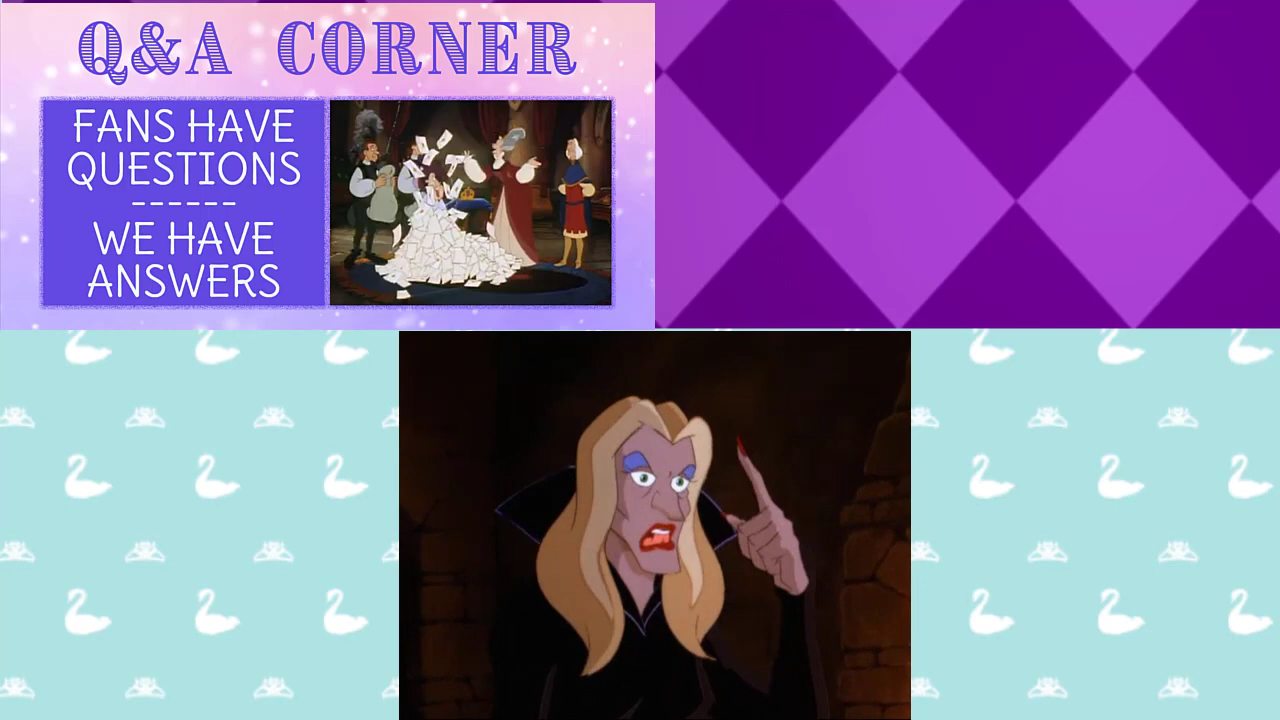 Q&A CORNER
FANS HAVE
QUESTIONS
------
WE HAVE
ANSWERS